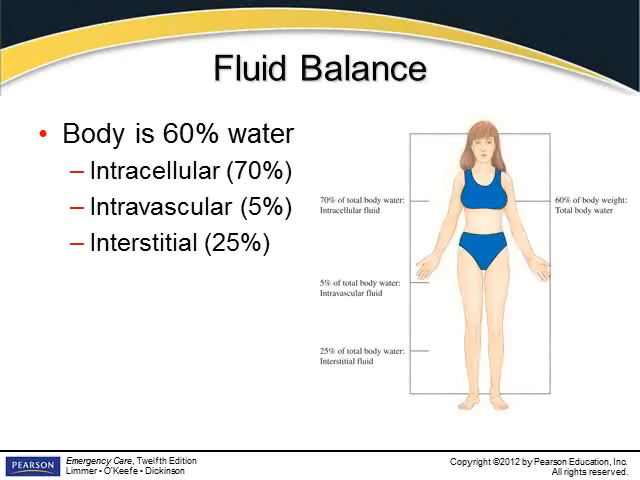 Fluid Balance
• Body is 60% water
– Intracellular (70%)
– Intravascular (5%)
– Interstitial (25%)
70% of total body water:
Intracellular fluid
60% of body weight:
Total body water
5% of total body water:
Intravascular fluid
25% of total body water:
Interstitial fluid
PEARSON
Emergency Care, Twelfth Edition
Limmer • O'Keefe • Dickinson
Copyright ©2012 by Pearson Education, Inc.
All rights reserved.